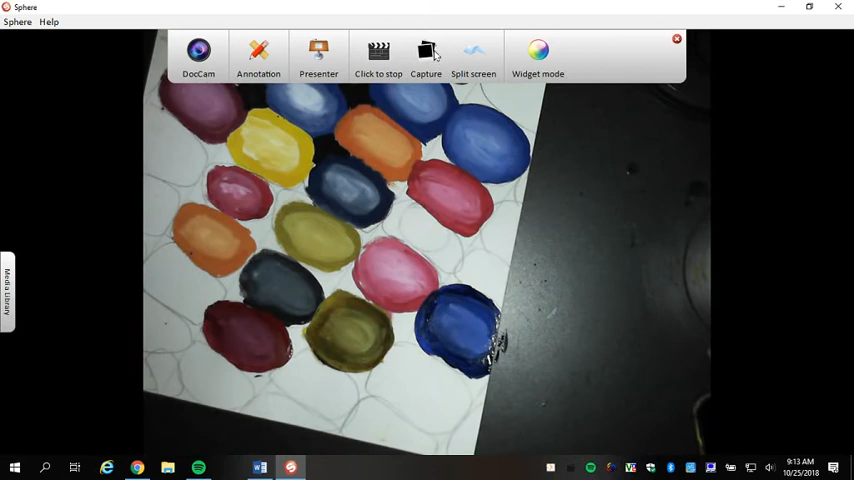 Sphere
Sphere Help
DocCam Annotation Presenter Click to stop Capture Split screen Widget mode
Media Library
9:13 AM
10/25/2018